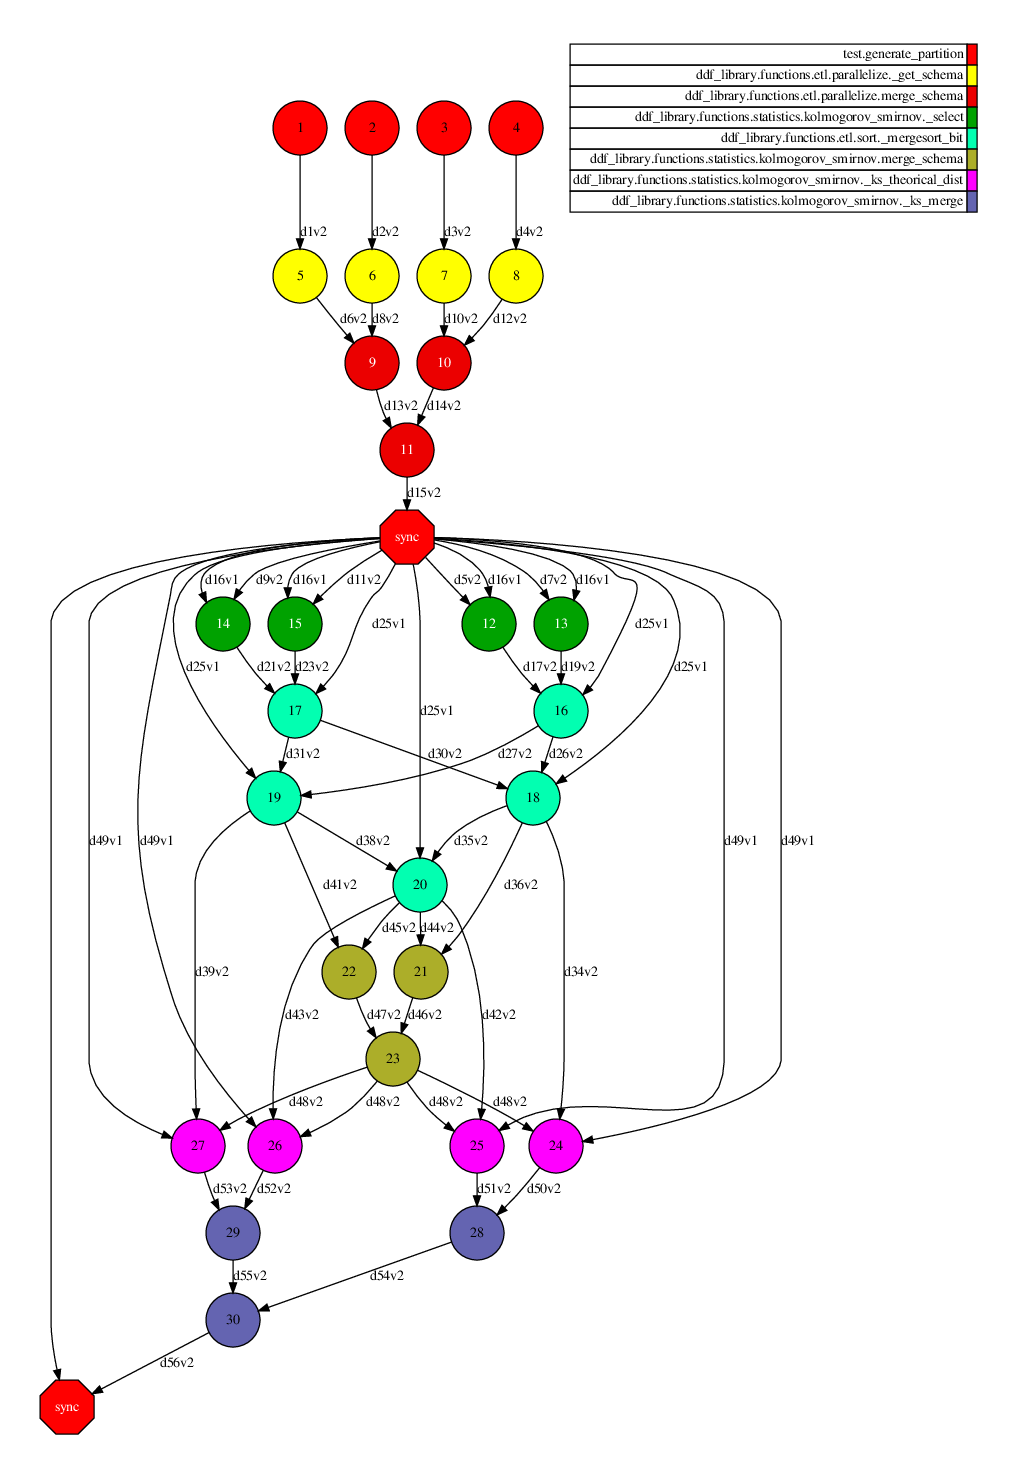 test.generate_partition
ddf_library.functions.etl.parallelize._get_schema
ddf_library.functions.etl.parallelize.merge_schema
ddf_library.functions.statistics.kolmogorov_smirnov._select
ddf_library.functions.etl.sort._mergesort_bit
ddf_library.functions.statistics.kolmogorov_smirnov.merge_schema
ddf_library.functions.statistics.kolmogorov_smirnov._ks_theorical_dist
ddf_library.functions.statistics.kolmogorov_smirnov._ks_merge
1 2 3 4
d1v2 d2v2 d3v2 d4v2
5 6 7 8
d6v2 d8v2 d10v2 d12v2
9 10
d13v2 d14v2
11
d15v2
sync
d16v1 d9v2 d16v1 d11v2 d5v2 d16v1 d7v2 d16v1
14 15 d25v1 12 13 d25v1
d25v1 d21v2 d23v2 d17v2 d19v2 d25v1
17 d25v1 16
d31v2 d30v2 d27v2 d26v2
19 18
d49v1 d49v1 d38v2 d35v2 d49v1 d49v1
d41v2 20 d36v2
d45v2 d44v2
d39v2 22 21 d34v2
d43v2 d47v2 d46v2 d42v2
23
d48v2 d48v2 d48v2 d48v2
27 26 25 24
d53v2 d52v2 d51v2 d50v2
29 28
d55v2 d54v2
30
d56v2
sync